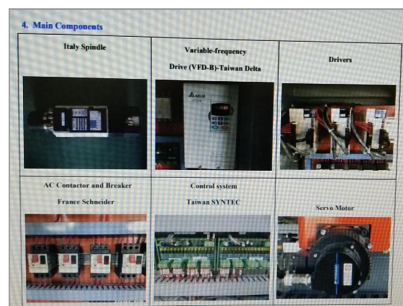 4. Main Components
Italy Spindle
Variable-frequency
Drive (VFD-B)-Taiwan Delta
Drivers
AC Contactor and Breaker
France Schneider
Control system
Taiwan SYNTEC
Servo Motor